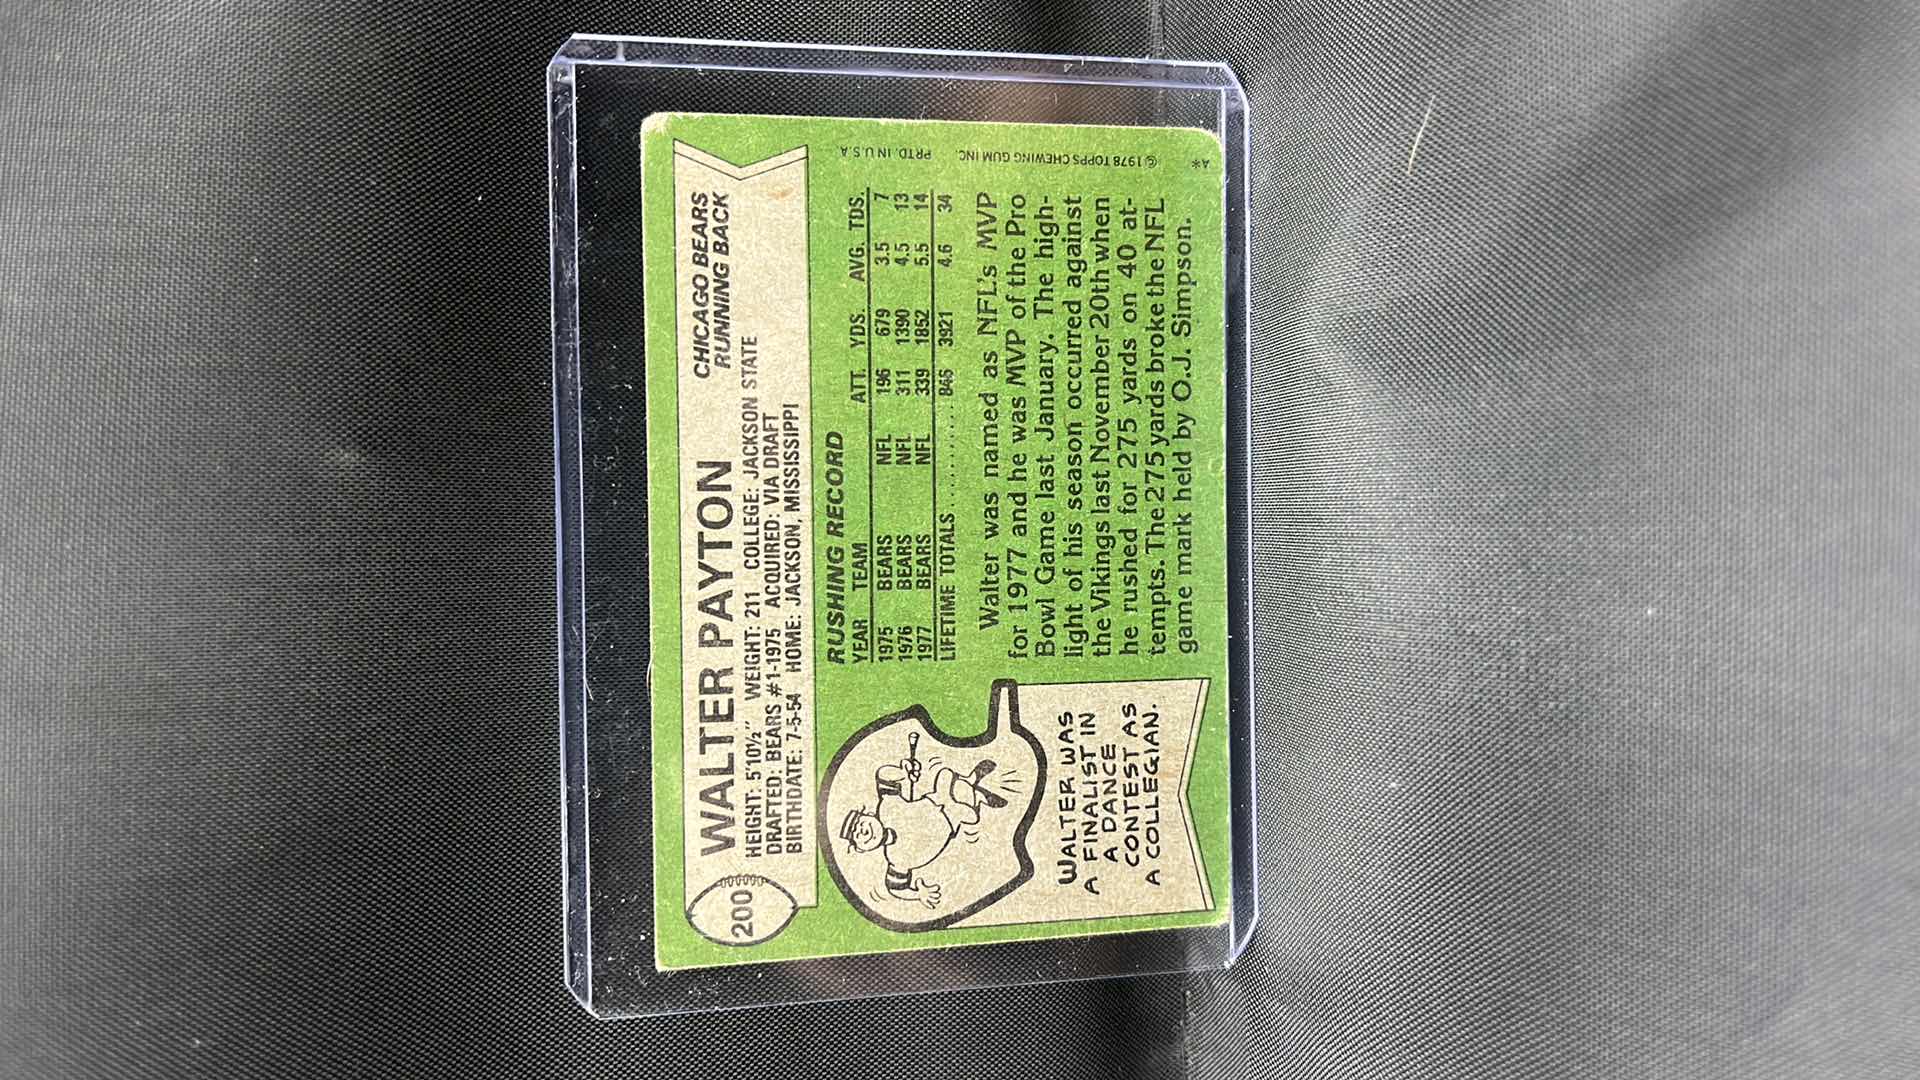 200
WALTER PAYTON
CHICAGO BEARS
RUNNING BACK
HEIGHT: 5'10½" WEIGHT: 211 COLLEGE: JACKSON STATE
DRAFTED: BEARS #1-1975 ACQUIRED: VIA DRAFT
BIRTHDATE: 7-5-54 HOME: JACKSON, MISSISSIPPI
RUSHING RECORD
YEAR TEAM ATT. YDS. AVG. TDS.
1975 BEARS NFL 196 679 3.5 7
1976 BEARS NFL 311 1390 4.5 13
1977 BEARS NFL 339 1852 5.5 14
LIFETIME TOTALS.......... 846 3921 4.6 34
Walter was named as NFL's MVP
for 1977 and he was MVP of the Pro
Bowl Game last January. The high-
light of his season occurred against
the Vikings last November 20th when
he rushed for 275 yards on 40 at-
tempts. The 275 yards broke the NFL
game mark held by O.J. Simpson.
WALTER WAS
A FINALIST IN
A DANCE
CONTEST AS
A COLLEGIAN.
A*
© 1978 TOPPS CHEWING GUM INC. PRTD. IN U.S.A.